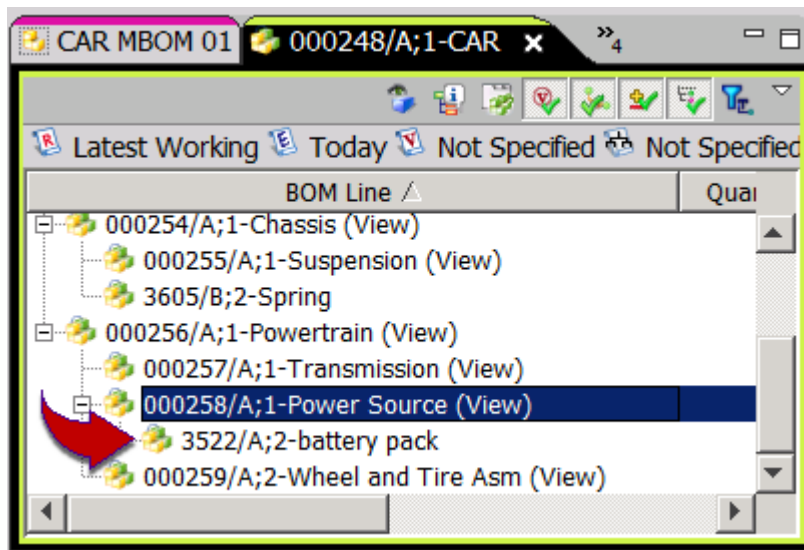 CAR MBOM 01 000248/A;1-CAR x »4
Latest Working Today Not Specified Not Specified
BOM Line Quai
000254/A;1-Chassis (View)
000255/A;1-Suspension (View)
3605/B;2-Spring
000256/A;1-Powertrain (View)
000257/A;1-Transmission (View)
000258/A;1-Power Source (View)
3522/A;2-battery pack
000259/A;2-Wheel and Tire Asm (View)